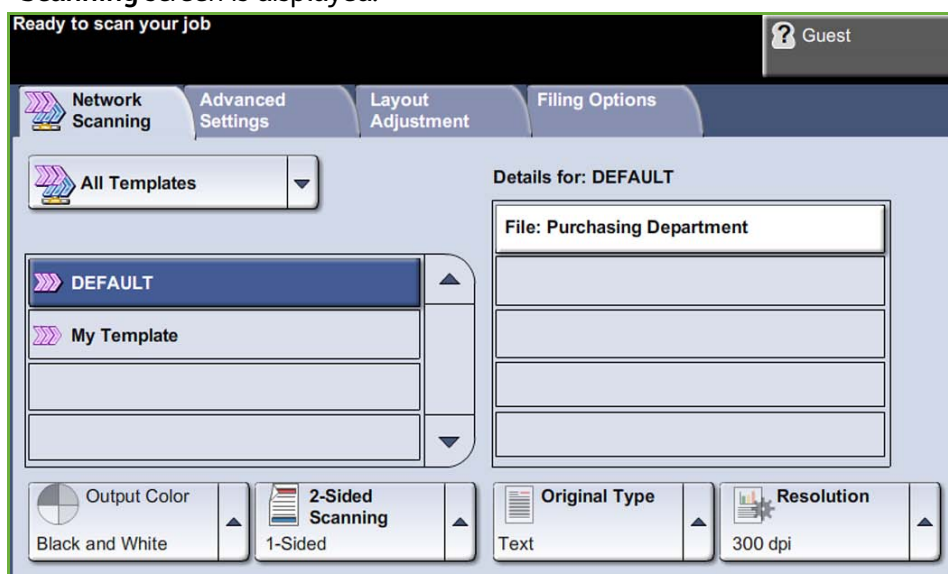 Scanning screen is displayed.
Ready to scan your job
Guest
Network
Scanning
Advanced
Settings
Layout
Adjustment
Filing Options
All Templates
Details for: DEFAULT
File: Purchasing Department
DEFAULT
My Template
Output Color
Black and White
2-Sided
Scanning
1-Sided
Original Type
Text
Resolution
300 dpi